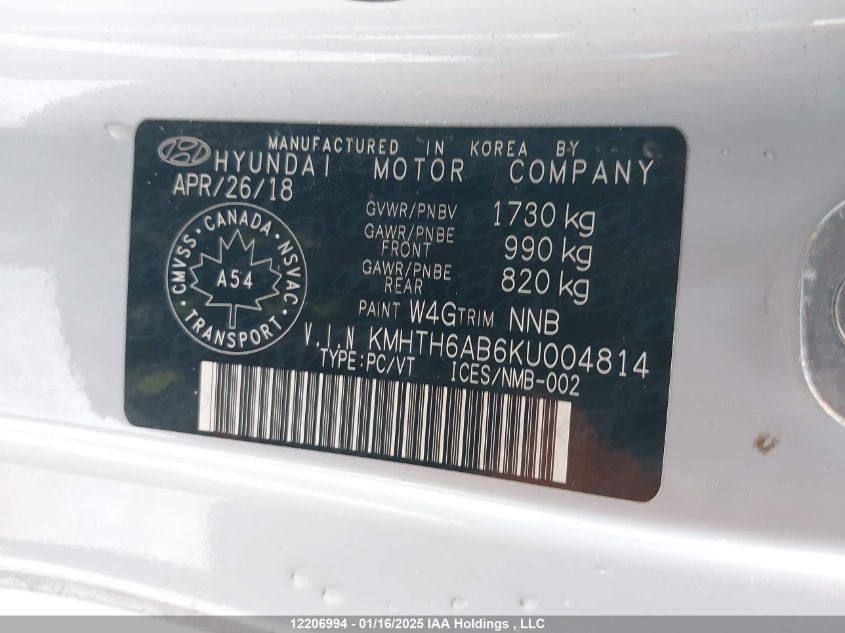 MANUFACTURED IN KOREA BY
HYUNDAI MOTOR COMPANY
APR/26/18
GVWR/PNBV 1730 kg
GAWR/PNBE FRONT 990 kg
GAWR/PNBE REAR 820 kg
CMVSS · CANADA · NSVAC
A54
· TRANSPORT ·
PAINT W4G TRIM NNB
V.I.N KMHTH6AB6KU004814
TYPE:PC/VT ICES/NMB-002
12206994 - 01/16/2025 IAA Holdings , LLC